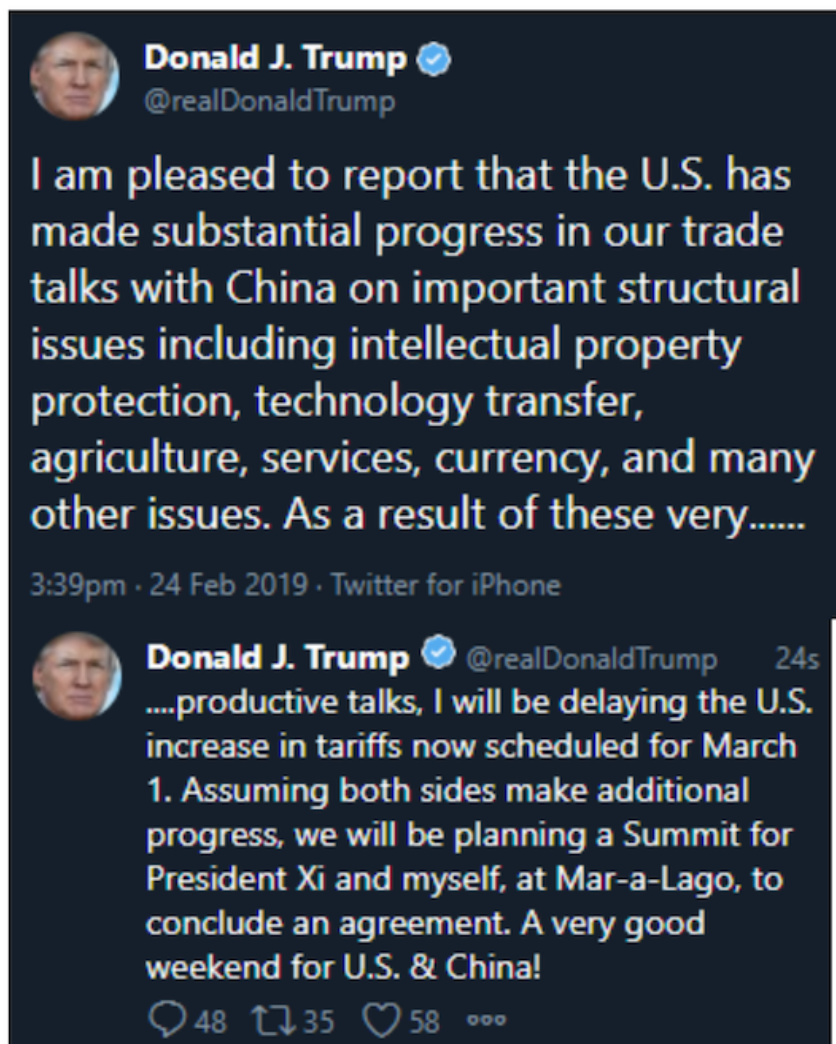 Donald J. Trump
@realDonaldTrump
I am pleased to report that the U.S. has
made substantial progress in our trade
talks with China on important structural
issues including intellectual property
protection, technology transfer,
agriculture, services, currency, and many
other issues. As a result of these very......
3:39pm · 24 Feb 2019 · Twitter for iPhone
Donald J. Trump @realDonaldTrump 24s
....productive talks, I will be delaying the U.S.
increase in tariffs now scheduled for March
1. Assuming both sides make additional
progress, we will be planning a Summit for
President Xi and myself, at Mar-a-Lago, to
conclude an agreement. A very good
weekend for U.S. & China!
48 35 58